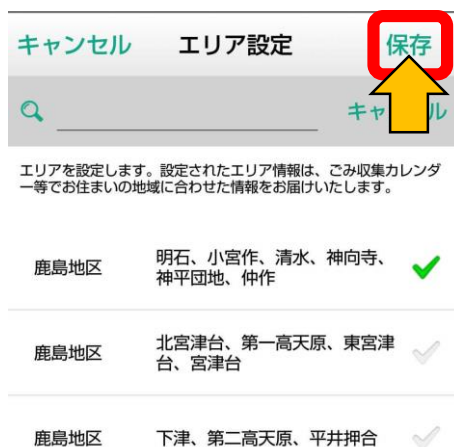 キャンセル エリア設定 保存
キャ ル
エリアを設定します。設定されたエリア情報は、ごみ収集カレンダ
ー等でお住まいの地域に合わせた情報をお届けいたします。
鹿島地区 明石、小宮作、清水、神向寺、
神平団地、仲作
鹿島地区 北宮津台、第一高天原、東宮津
台、宮津台
鹿島地区 下津、第二高天原、平井押合